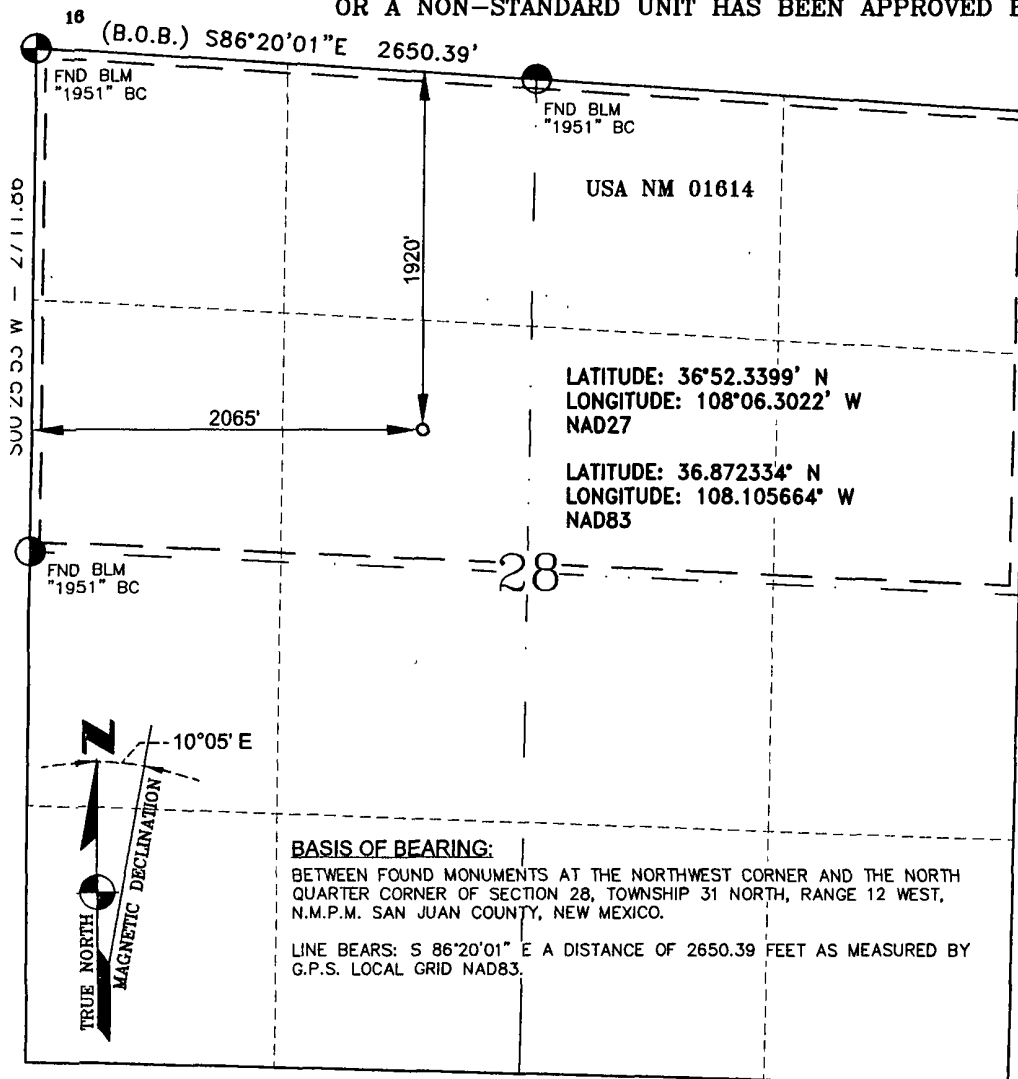 OR A NON-STANDARD UNIT HAS BEEN APPROVED
16
(B.O.B.) S86°20'01"E 2650.39'
FND BLM
"1951" BC
FND BLM
"1951" BC
USA NM 01614
1920'
LATITUDE: 36°52.3399' N
LONGITUDE: 108°06.3022' W
NAD27
2065'
LATITUDE: 36.872334° N
LONGITUDE: 108.105664° W
NAD83
FND BLM
"1951" BC
28
N
10°05' E
TRUE NORTH
MAGNETIC DECLINATION
BASIS OF BEARING:
BETWEEN FOUND MONUMENTS AT THE NORTHWEST CORNER AND THE NORTH
QUARTER CORNER OF SECTION 28, TOWNSHIP 31 NORTH, RANGE 12 WEST,
N.M.P.M. SAN JUAN COUNTY, NEW MEXICO.
LINE BEARS: S 86°20'01" E A DISTANCE OF 2650.39 FEET AS MEASURED BY
G.P.S. LOCAL GRID NAD83.